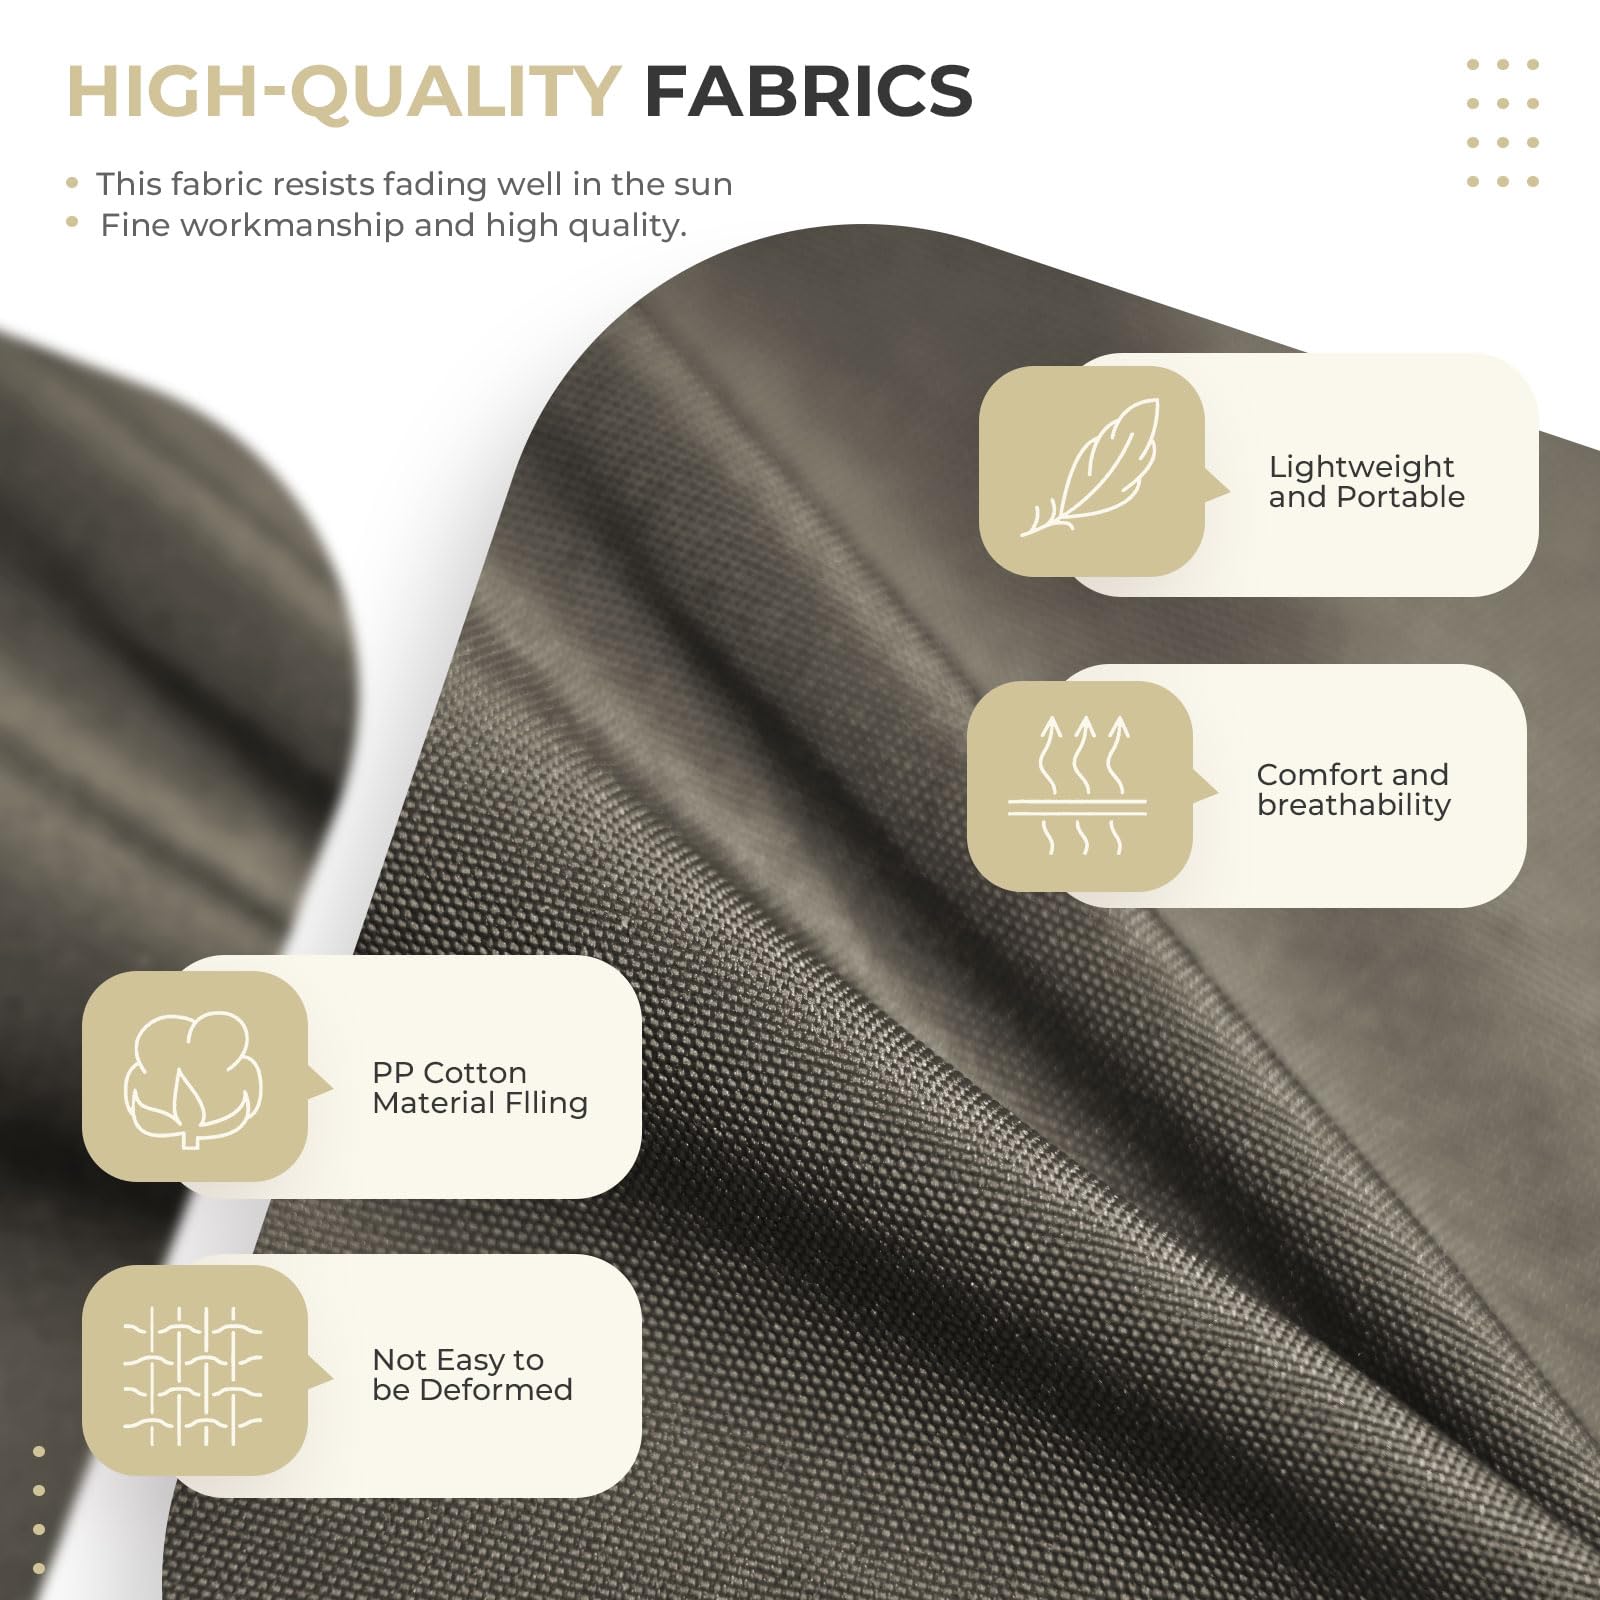 HIGH-QUALITY FABRICS
This fabric resists fading well in the sun
Fine workmanship and high quality.
Lightweight
and Portable
Comfort and
breathability
PP Cotton
Material Flling
Not Easy to
be Deformed